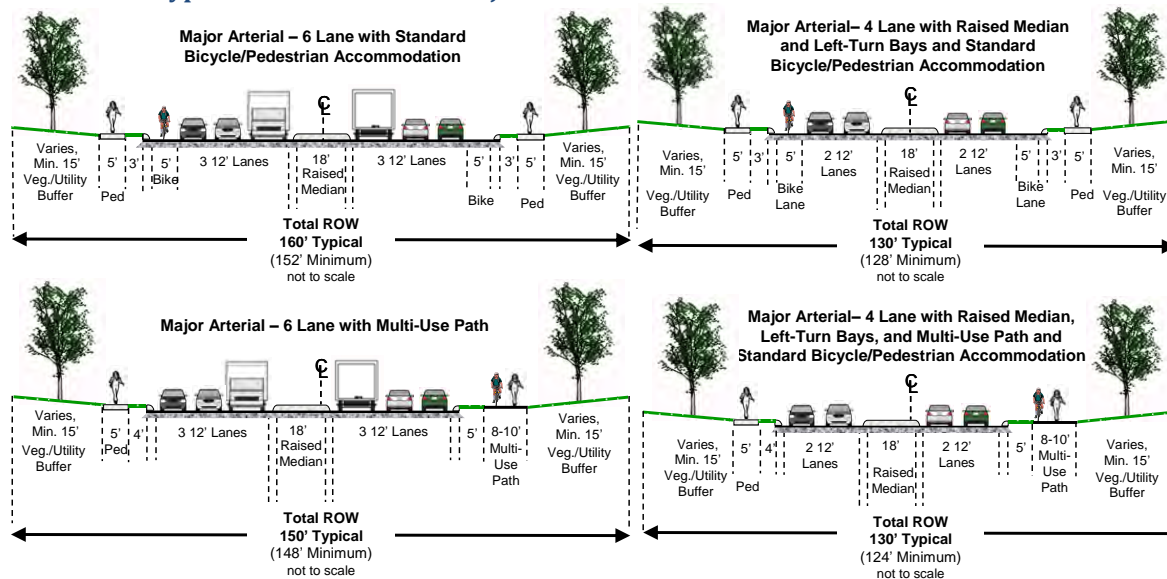 Major Arterial – 6 Lane with Standard
Bicycle/Pedestrian Accommodation
℄
Varies,
Min. 15'
Veg./Utility
Buffer
5'
Ped
3'
5'
Bike
3 12' Lanes
18'
Raised
Median
3 12' Lanes
5'
Bike
3'
5'
Ped
Varies,
Min. 15'
Veg./Utility
Buffer
Total ROW
160' Typical
(152' Minimum)
not to scale
Major Arterial– 4 Lane with Raised Median
and Left-Turn Bays and Standard
Bicycle/Pedestrian Accommodation
℄
Varies,
Min. 15'
Veg./Utility
Buffer
5'
Ped
3'
5'
Bike
Lane
2 12'
Lanes
18'
Raised
Median
2 12'
Lanes
5'
Bike
Lane
3'
5'
Ped
Varies,
Min. 15'
Veg./Utility
Buffer
Total ROW
130' Typical
(128' Minimum)
not to scale
Major Arterial – 6 Lane with Multi-Use Path
℄
Varies,
Min. 15'
Veg./Utility
Buffer
5'
Ped
4'
3 12' Lanes
18'
Raised
Median
3 12' Lanes
5'
8-10'
Multi-
Use
Path
Varies,
Min. 15'
Veg./Utility
Buffer
Total ROW
150' Typical
(148' Minimum)
not to scale
Major Arterial– 4 Lane with Raised Median,
Left-Turn Bays, and Multi-Use Path and
Standard Bicycle/Pedestrian Accommodation
℄
Varies,
Min. 15'
Veg./Utility
Buffer
5'
Ped
4'
2 12'
Lanes
18'
Raised
Median
2 12'
Lanes
5'
8-10'
Multi-
Use
Path
Varies,
Min. 15'
Veg./Utility
Buffer
Total ROW
130' Typical
(124' Minimum)
not to scale